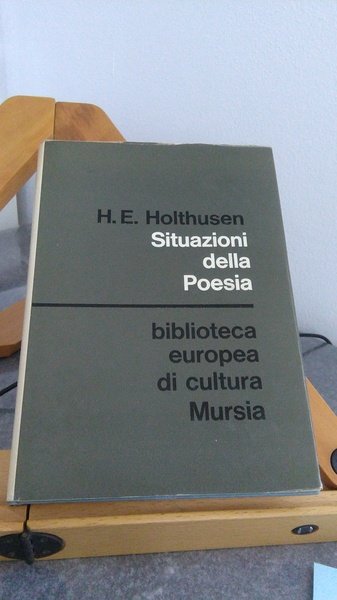 H. E. Holthusen
Situazioni
della
Poesia
biblioteca
europea
di cultura
Mursia